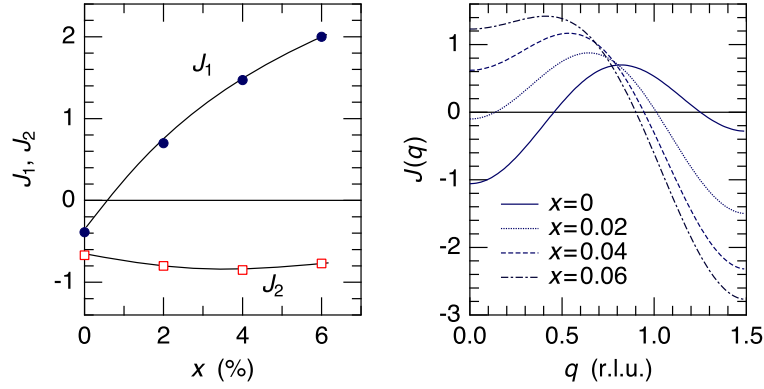 2
1
0
-1
J₁, J₂
J₁
J₂
0
2
4
6
x (%)
1
0
-1
-2
-3
J(q)
x=0
x=0.02
x=0.04
x=0.06
0.0
0.5
1.0
1.5
q (r.l.u.)